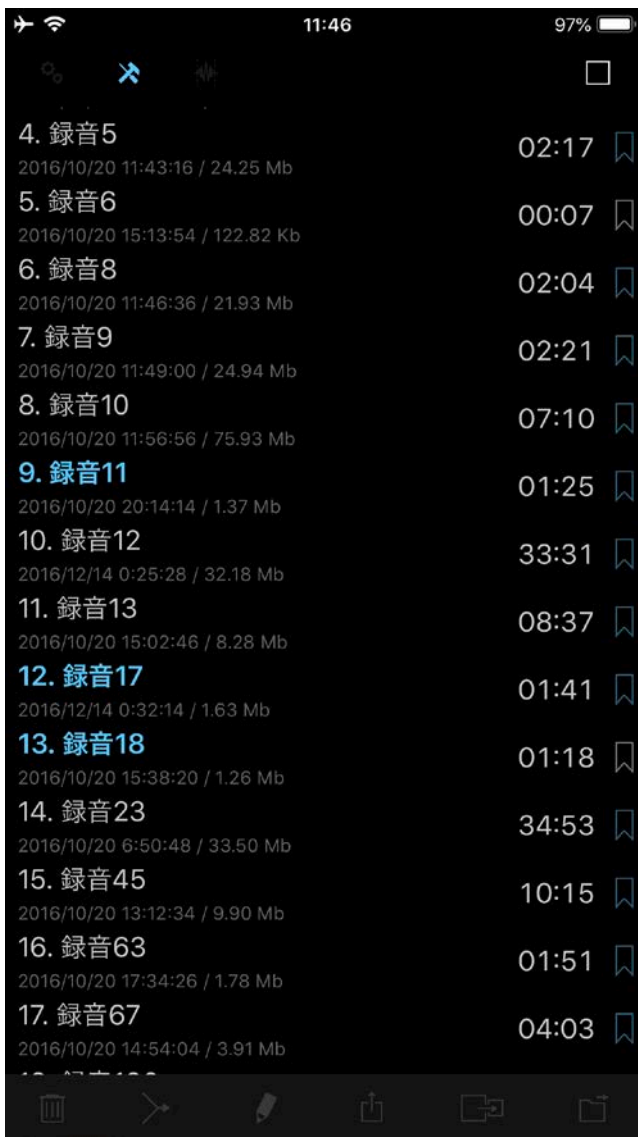 11:46
97%
4. 録音5
02:17
2016/10/20 11:43:16 / 24.25 Mb
5. 録音6
00:07
2016/10/20 15:13:54 / 122.82 Kb
6. 録音8
02:04
2016/10/20 11:46:36 / 21.93 Mb
7. 録音9
02:21
2016/10/20 11:49:00 / 24.94 Mb
8. 録音10
07:10
2016/10/20 11:56:56 / 75.93 Mb
9. 録音11
01:25
2016/10/20 20:14:14 / 1.37 Mb
10. 録音12
33:31
2016/12/14 0:25:28 / 32.18 Mb
11. 録音13
08:37
2016/10/20 15:02:46 / 8.28 Mb
12. 録音17
01:41
2016/12/14 0:32:14 / 1.63 Mb
13. 録音18
01:18
2016/10/20 15:38:20 / 1.26 Mb
14. 録音23
34:53
2016/10/20 6:50:48 / 33.50 Mb
15. 録音45
10:15
2016/10/20 13:12:34 / 9.90 Mb
16. 録音63
01:51
2016/10/20 17:34:26 / 1.78 Mb
17. 録音67
04:03
2016/10/20 14:54:04 / 3.91 Mb